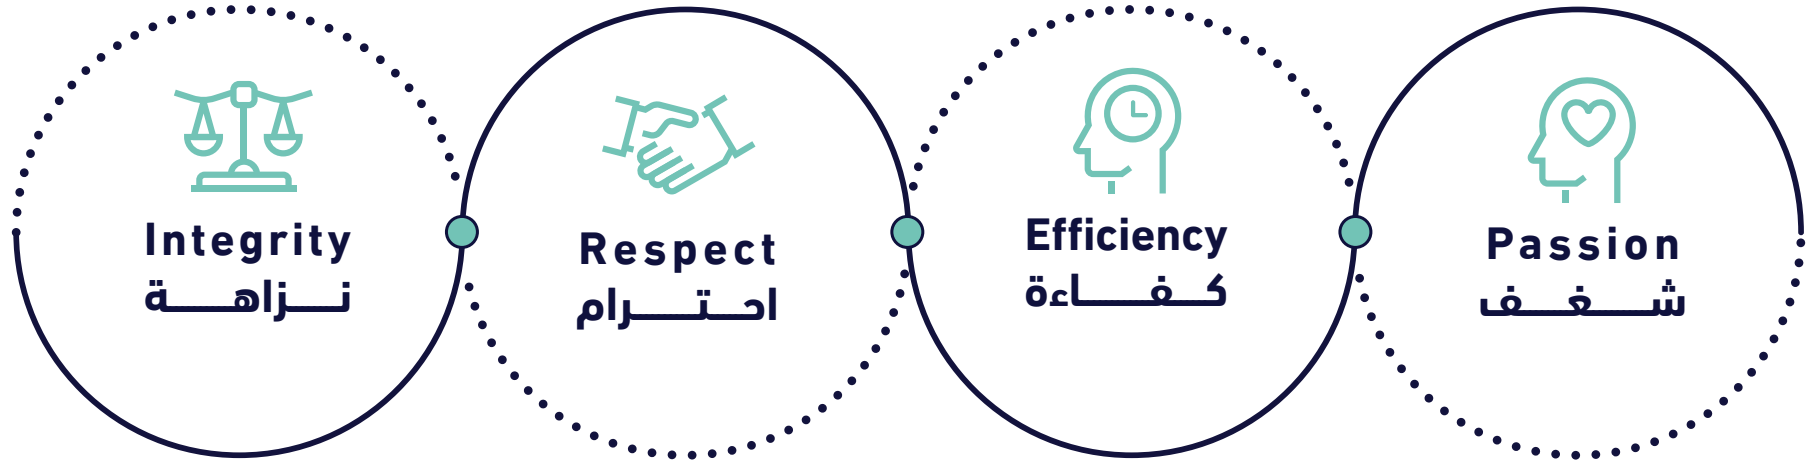 Integrity
نزاهة
Respect
احترام
Efficiency
كفاءة
Passion
شغف